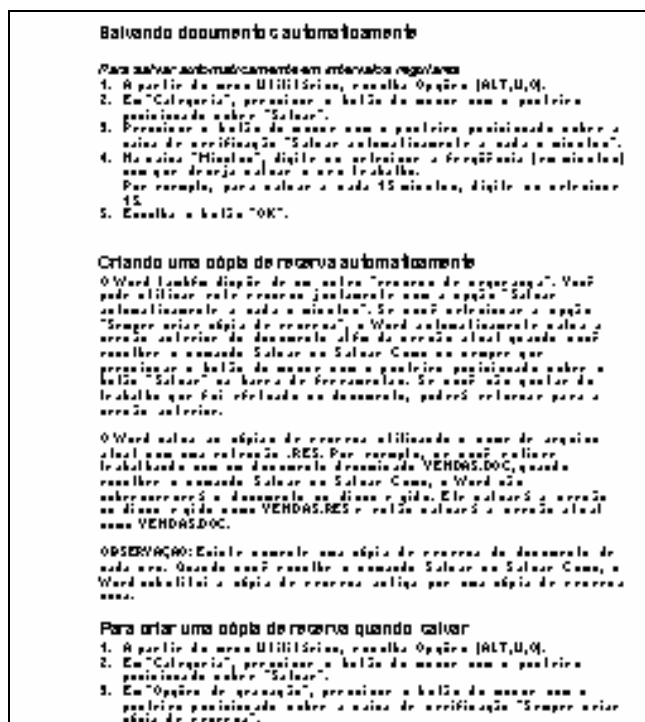 Salvando documentos automaticamente
Para salvar automaticamente em intervalos regulares
1. A partir do menu Utilitários, escolha Opções (ALT,U,O).
2. Em "Categoria", pressione o botão do mouse com o ponteiro
posicionado sobre "Salvar".
3. Pressione o botão do mouse com o ponteiro posicionado sobre a
caixa de verificação "Salvar automaticamente a cada x minutos".
4. Na caixa "Minutos", digite ou selecione a freqüência (em minutos)
com que deseja salvar o seu trabalho.
Por exemplo, para salvar a cada 15 minutos, digite ou selecione
15.
5. Escolha o botão "OK".
Criando uma cópia de reserva automaticamente
O Word também dispõe de um outro "recurso de segurança". Você
pode utilizar este recurso juntamente com a opção "Salvar
automaticamente a cada x minutos". Se você selecionar a opção
"Sempre criar cópia de reserva", o Word automaticamente salva a
versão anterior do documento além da versão atual quando você
escolher o comando Salvar ou Salvar Como ou sempre que
pressionar o botão do mouse com o ponteiro posicionado sobre o
botão "Salvar" na barra de ferramentas. Se você não gostar do
trabalho que foi efetuado no documento, poderá retornar para a
versão anterior.
O Word salva as cópias de reserva utilizando o nome do arquivo
atual com uma extensão .RES. Por exemplo, se você estiver
trabalhando com um documento denominado VENDAS.DOC, quando
escolher o comando Salvar ou Salvar Como, o Word não
sobrescreverá o documento no disco rígido. Ele salvará a versão
no disco rígido como VENDAS.RES e então salvará a versão atual
como VENDAS.DOC.
OBSERVAÇÃO: Existe somente uma cópia de reserva do documento de
cada vez. Quando você escolhe o comando Salvar ou Salvar Como, o
Word substitui a cópia de reserva antiga por uma cópia de reserva
nova.
Para criar uma cópia de reserva quando salvar
1. A partir do menu Utilitários, escolha Opções (ALT,U,O).
2. Em "Categoria", pressione o botão do mouse com o ponteiro
posicionado sobre "Salvar".
3. Em "Opções de gravação", pressione o botão do mouse com o
ponteiro posicionado sobre a caixa de verificação "Sempre criar
cópia de reserva".